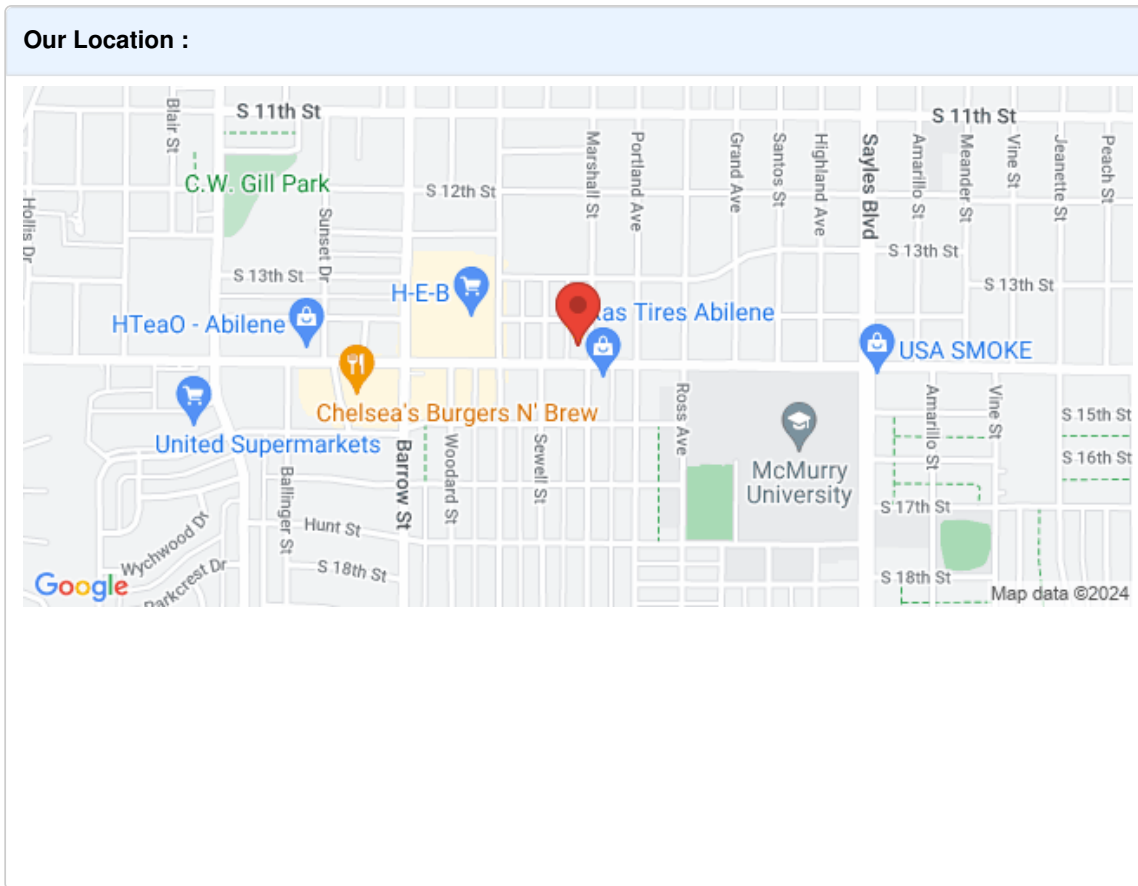 Our Location :
S 11th St
S 11th St
Blair St
Marshall St
Portland Ave
Grand Ave
Santos St
Highland Ave
Sayles Blvd
Amarillo St
Meander St
Vine St
Jeanette St
Peach St
C.W. Gill Park
S 12th St
Hollis Dr
Sunset Dr
S 13th St
S 13th St
S 13th St
H-E-B
HTeaO - Abilene
Tires Abilene
USA SMOKE
Chelsea's Burgers N' Brew
United Supermarkets
Ross Ave
Amarillo St
Vine St
S 15th St
S 16th St
McMurry
University
Barrow St
Woodard St
Sewell St
Ballinger St
S 17th St
Wychwood Dr
Hunt St
S 18th St
S 18th St
Parkcrest Dr
Google
Map data ©2024